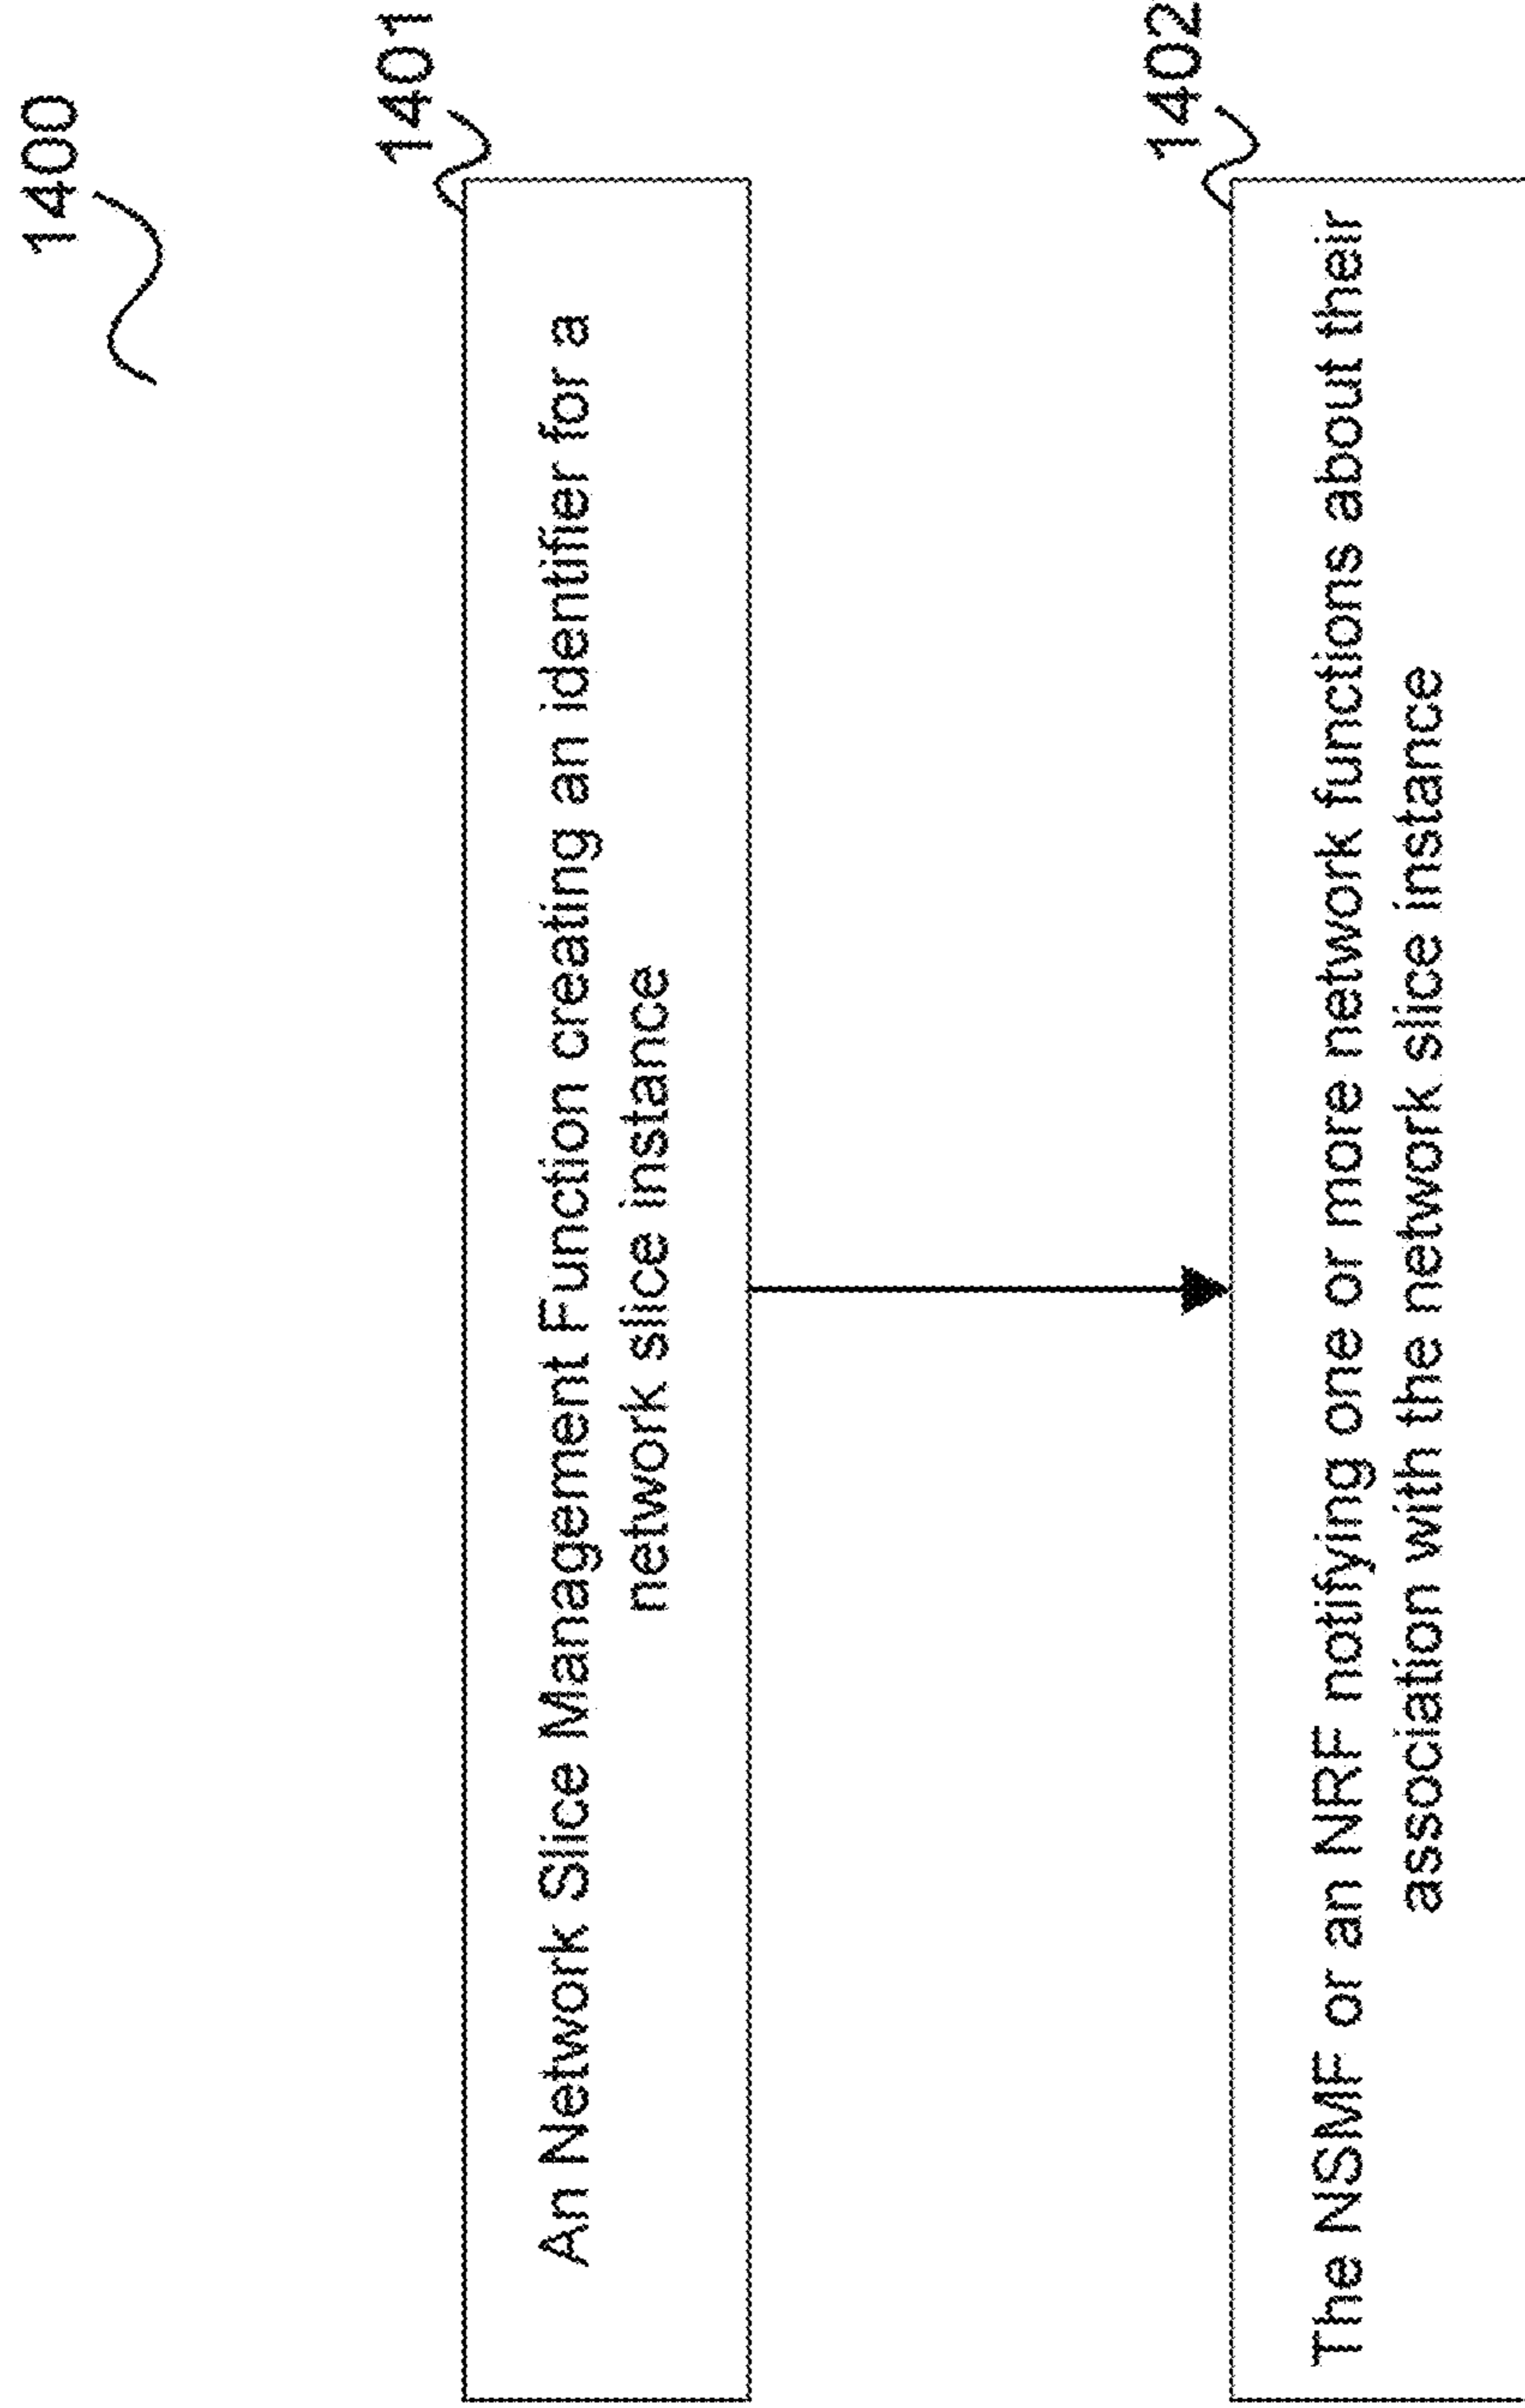 1400
1401
An Network Slice Management Function creating an identifier for a
network slice instance
1402
The NSMF or an NRF notifying one or more network functions about their
association with the network slice instance